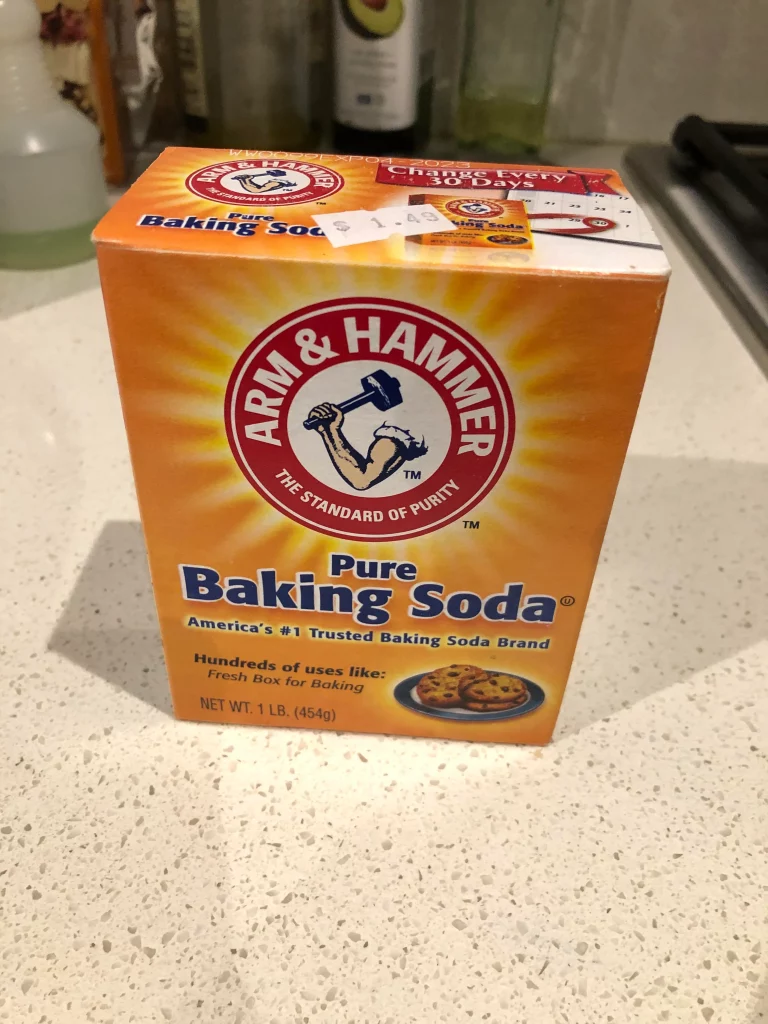 EXP04-2023
ARM & HAMMER
THE STANDARD OF PURITY
Pure
Baking
$ 1.49
Change Every
30 Days
ARM & HAMMER
THE STANDARD OF PURITY
TM
TM
Pure
Baking Soda
America's #1 Trusted Baking Soda Brand
Hundreds of uses like:
Fresh Box for Baking
NET WT. 1 LB. (454g)